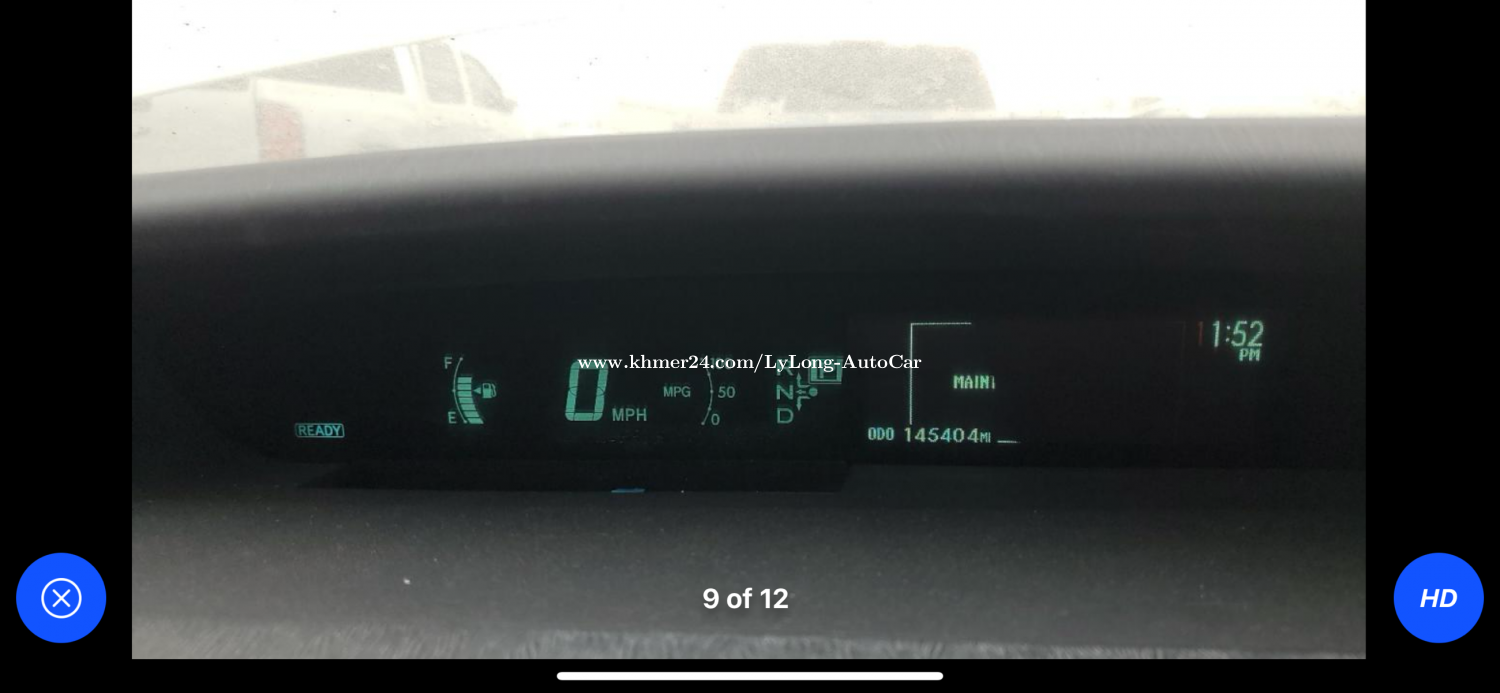 1:52
PM
F
www.khmer24.com/LyLong-AutoCar
MPG
50
N
MAIN
E
0
MPH
0
D
READY
ODO 145404MI
9 of 12
HD